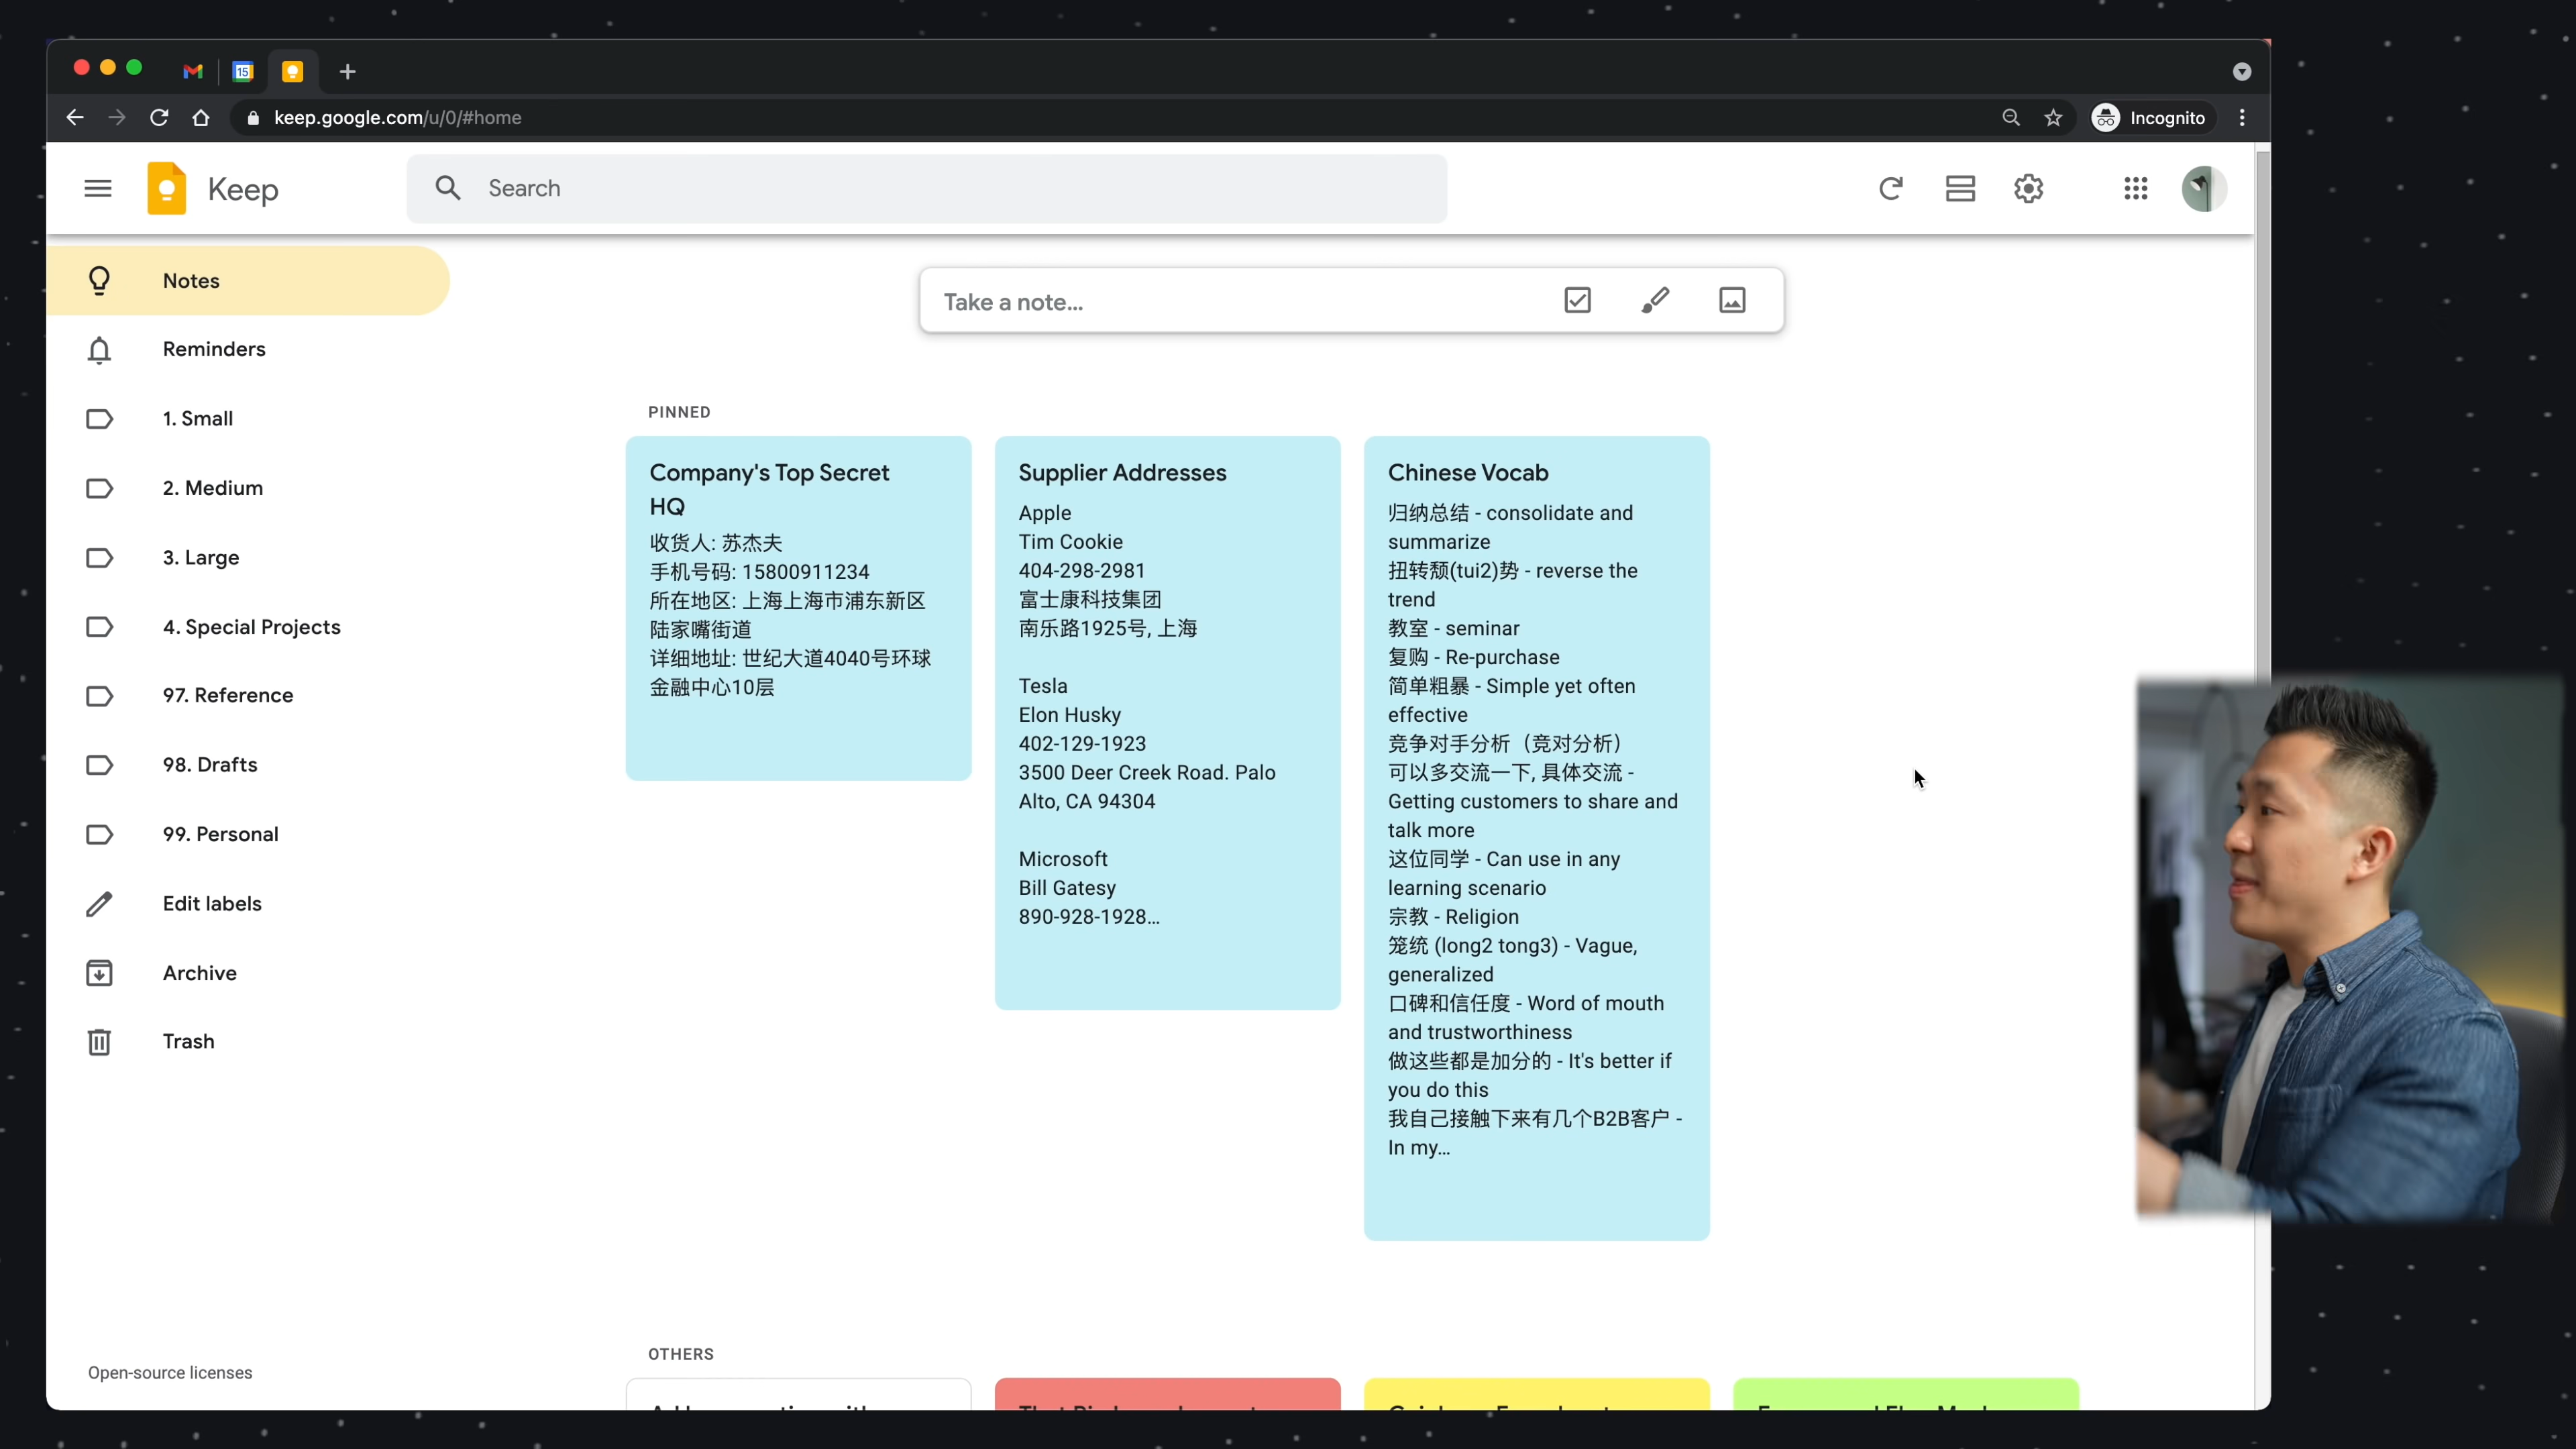 15
keep.google.com/u/0/#home
Incognito
Keep
Search
Notes
Reminders
1. Small
2. Medium
3. Large
4. Special Projects
97. Reference
98. Drafts
99. Personal
Edit labels
Archive
Trash
Open-source licenses
Take a note...
PINNED
Company's Top Secret
HQ
收货人: 苏杰夫
手机号码: 15800911234
所在地区: 上海上海市浦东新区
陆家嘴街道
详细地址: 世纪大道4040号环球
金融中心10层
Supplier Addresses
Apple
Tim Cookie
404-298-2981
富士康科技集团
南乐路1925号, 上海
Tesla
Elon Husky
402-129-1923
3500 Deer Creek Road. Palo
Alto, CA 94304
Microsoft
Bill Gatesy
890-928-1928...
Chinese Vocab
归纳总结 - consolidate and
summarize
扭转颓(tui2)势 - reverse the
trend
教室 - seminar
复购 - Re-purchase
简单粗暴 - Simple yet often
effective
竞争对手分析（竞对分析）
可以多交流一下, 具体交流 -
Getting customers to share and
talk more
这位同学 - Can use in any
learning scenario
宗教 - Religion
笼统 (long2 tong3) - Vague,
generalized
口碑和信任度 - Word of mouth
and trustworthiness
做这些都是加分的 - It's better if
you do this
我自己接触下来有几个B2B客户 -
In my...
OTHERS